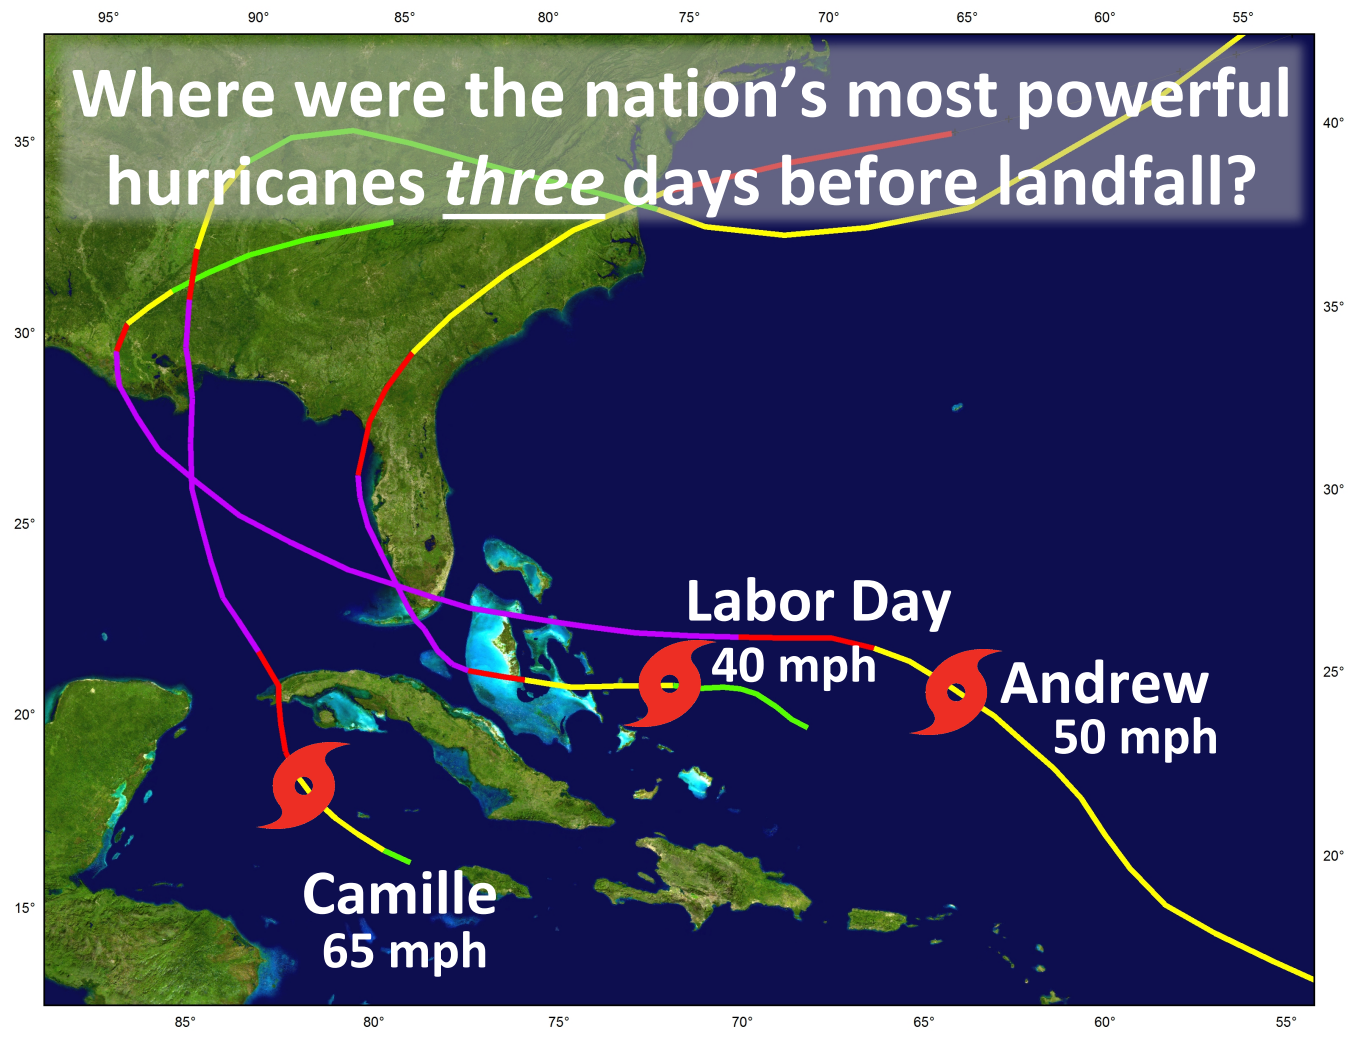 95° 90° 85° 80° 75° 70° 65° 60° 55°
Where were the nation's most powerful
hurricanes three days before landfall?
40°
35°
35°
30°
30°
25°
Labor Day
40 mph
25°
Andrew
50 mph
20°
20°
Camille
65 mph
15°
85° 80° 75° 70° 65° 60° 55°